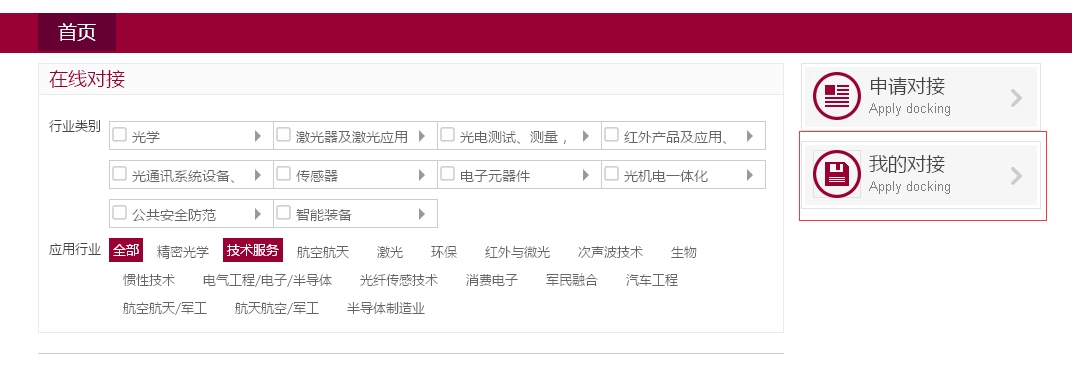 首页
在线对接
行业类别
光学
激光器及激光应用
光电测试、测量，
红外产品及应用、
光通讯系统设备、
传感器
电子元器件
光机电一体化
公共安全防范
智能装备
应用行业 全部 精密光学 技术服务 航空航天 激光 环保 红外与微光 次声波技术 生物
惯性技术 电气工程/电子/半导体 光纤传感技术 消费电子 军民融合 汽车工程
航空航天/军工 航天航空/军工 半导体制造业
申请对接
Apply docking
我的对接
Apply docking